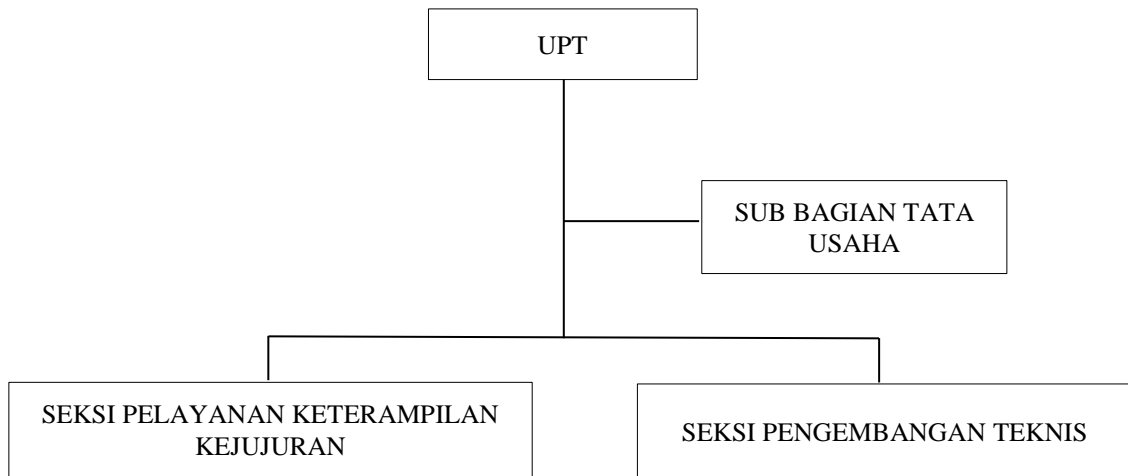 UPT
SUB BAGIAN TATA
USAHA
SEKSI PELAYANAN KETERAMPILAN
KEJUJURAN
SEKSI PENGEMBANGAN TEKNIS